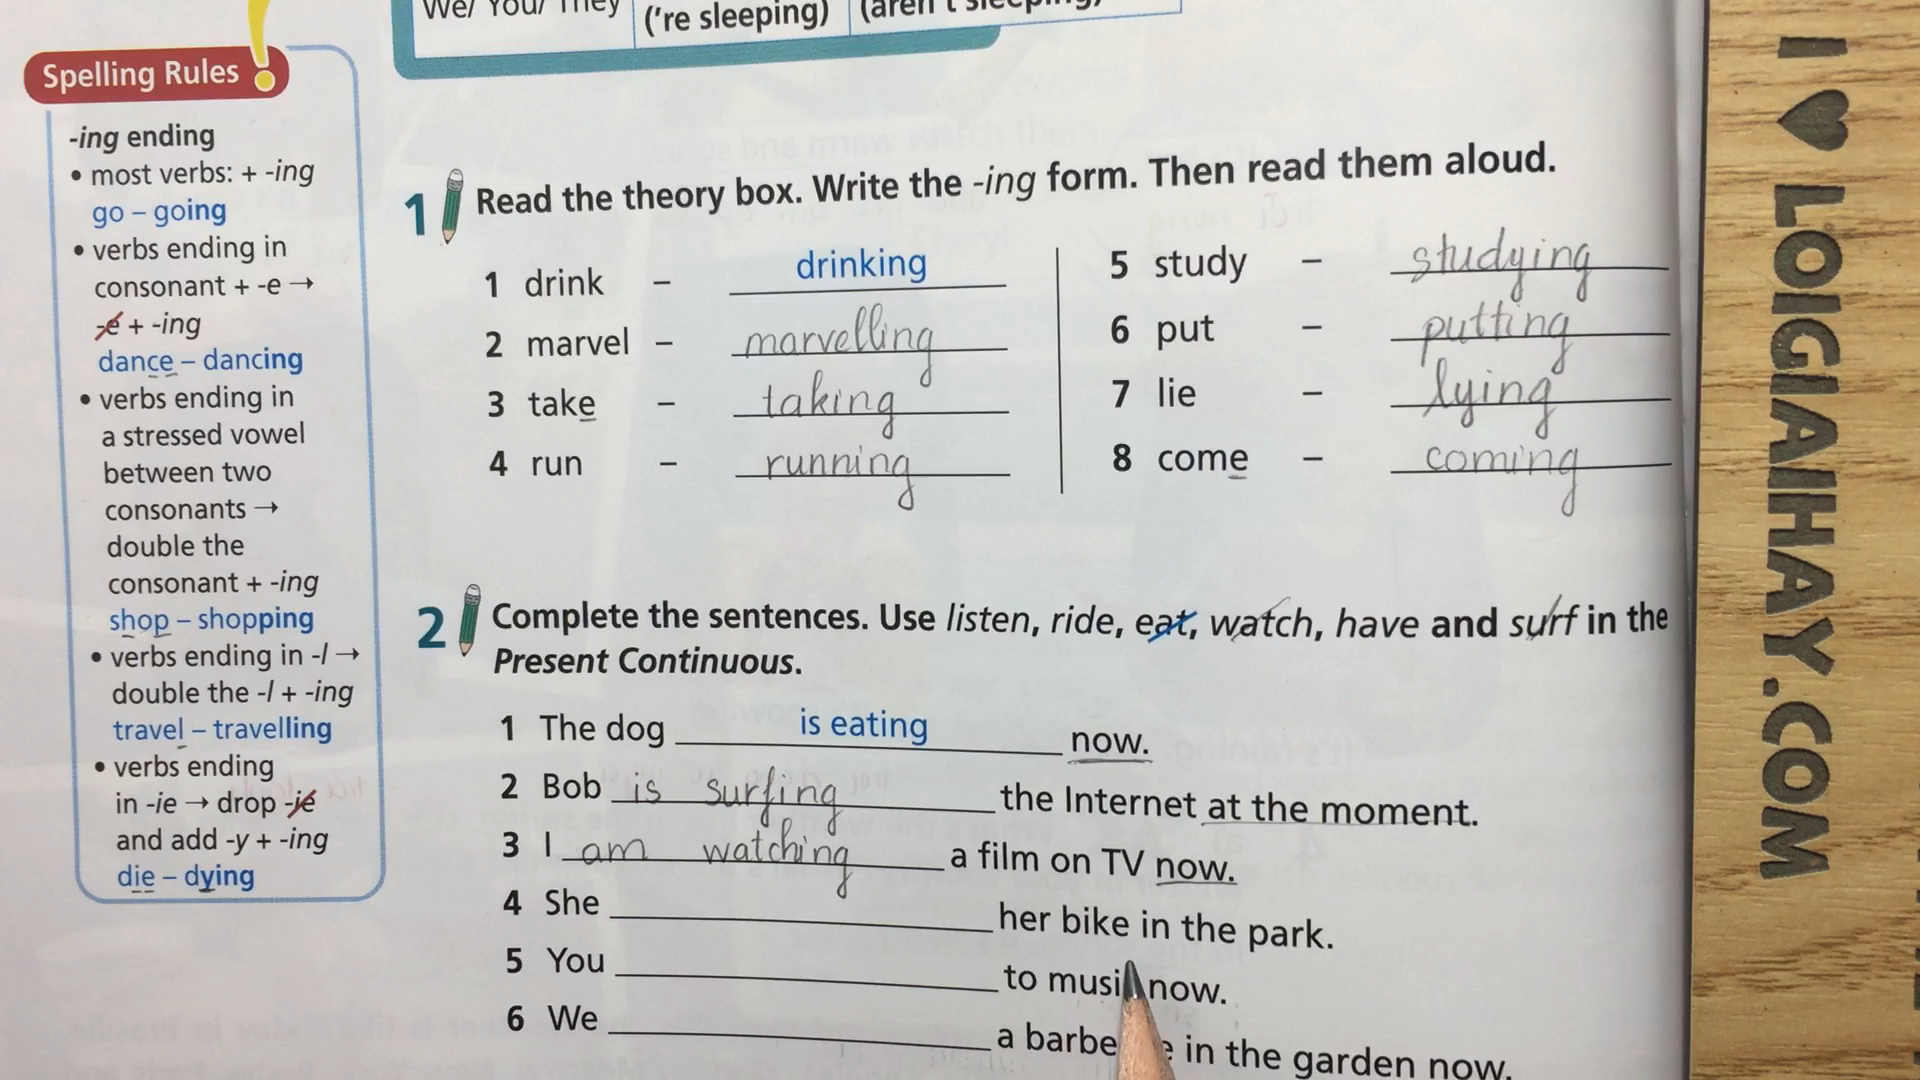 We/ You/ They ('re sleeping) (aren't sleeping)
Spelling Rules !
-ing ending
• most verbs: + -ing
go – going
• verbs ending in
consonant + -e →
-e + -ing
dance – dancing
• verbs ending in
a stressed vowel
between two
consonants →
double the
consonant + -ing
shop – shopping
• verbs ending in -l →
double the -l + -ing
travel – travelling
• verbs ending
in -ie → drop -ie
and add -y + -ing
die – dying
1 Read the theory box. Write the -ing form. Then read them aloud.
1 drink – drinking
2 marvel – marvelling
3 take – taking
4 run – running
5 study – studying
6 put – putting
7 lie – lying
8 come – coming
2 Complete the sentences. Use listen, ride, eat, watch, have and surf in the
Present Continuous.
1 The dog is eating now.
2 Bob is surfing the Internet at the moment.
3 I am watching a film on TV now.
4 She her bike in the park.
5 You to musi now.
6 We a barbe e in the garden now.
I ♥ LOIGIAIHAY.COM